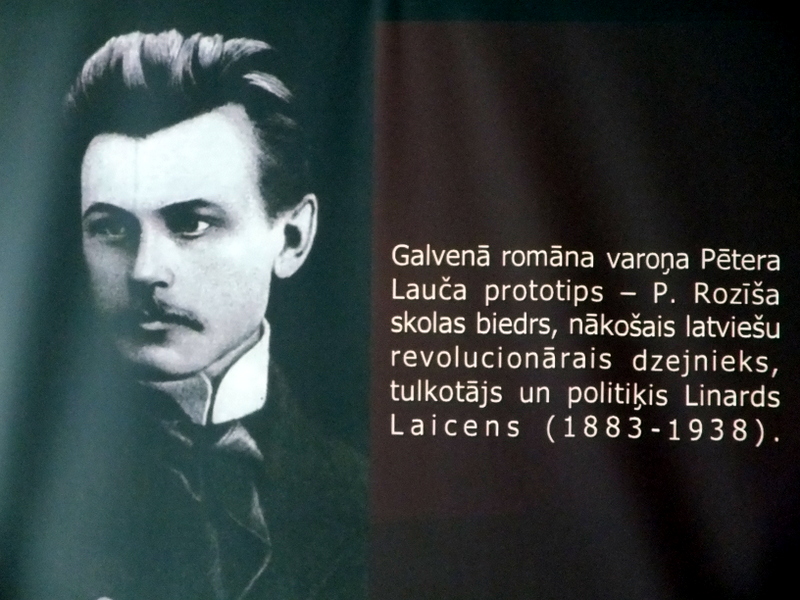 Galvenā romāna varoņa Pētera
Lauča prototips – P. Rozīša
skolas biedrs, nākošais latviešu
revolucionārais dzejnieks,
tulkotājs un politiķis Linards
Laicens (1883-1938).